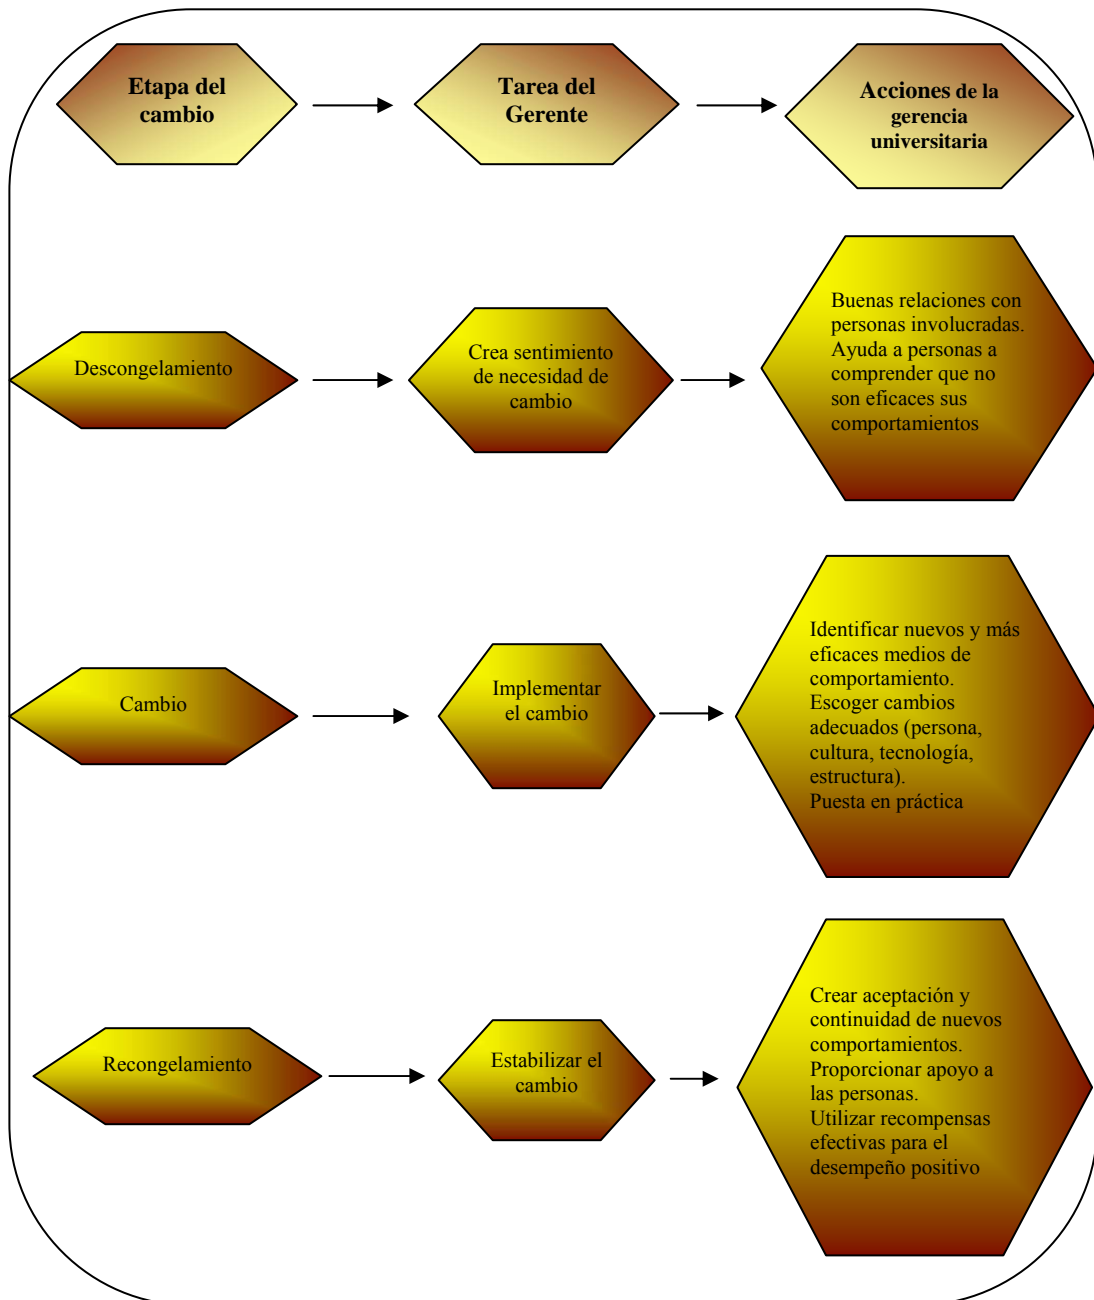 Etapa del
cambio
Tarea del
Gerente
Acciones de la
gerencia
universitaria
Descongelamiento
Crea sentimiento
de necesidad de
cambio
Buenas relaciones con
personas involucradas.
Ayuda a personas a
comprender que no
son eficaces sus
comportamientos
Cambio
Implementar
el cambio
Identificar nuevos y más
eficaces medios de
comportamiento.
Escoger cambios
adecuados (persona,
cultura, tecnología,
estructura).
Puesta en práctica
Recongelamiento
Estabilizar el
cambio
Crear aceptación y
continuidad de nuevos
comportamientos.
Proporcionar apoyo a
las personas.
Utilizar recompensas
efectivas para el
desempeño positivo